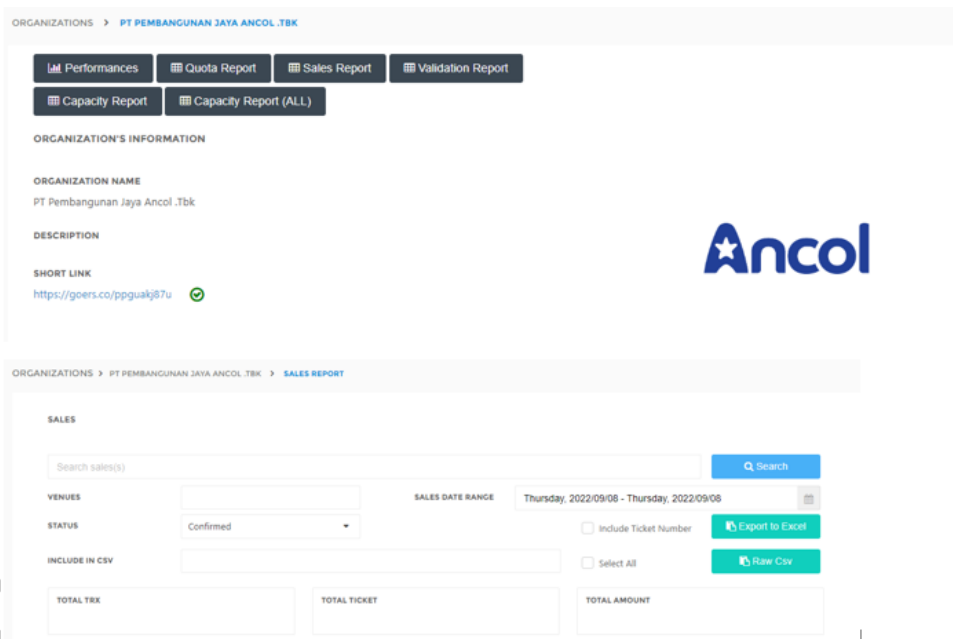 ORGANIZATIONS > PT PEMBANGUNAN JAYA ANCOL .TBK
Performances Quota Report Sales Report Validation Report
Capacity Report Capacity Report (ALL)
ORGANIZATION'S INFORMATION
ORGANIZATION NAME
PT Pembangunan Jaya Ancol .Tbk
DESCRIPTION
Ancol
SHORT LINK
https://goers.co/ppguakj87u
ORGANIZATIONS > PT PEMBANGUNAN JAYA ANCOL .TBK > SALES REPORT
SALES
Search sales(s) Search
VENUES SALES DATE RANGE Thursday, 2022/09/08 - Thursday, 2022/09/08
STATUS Confirmed Include Ticket Number Export to Excel
INCLUDE IN CSV Select All Raw Csv
TOTAL TRX TOTAL TICKET TOTAL AMOUNT